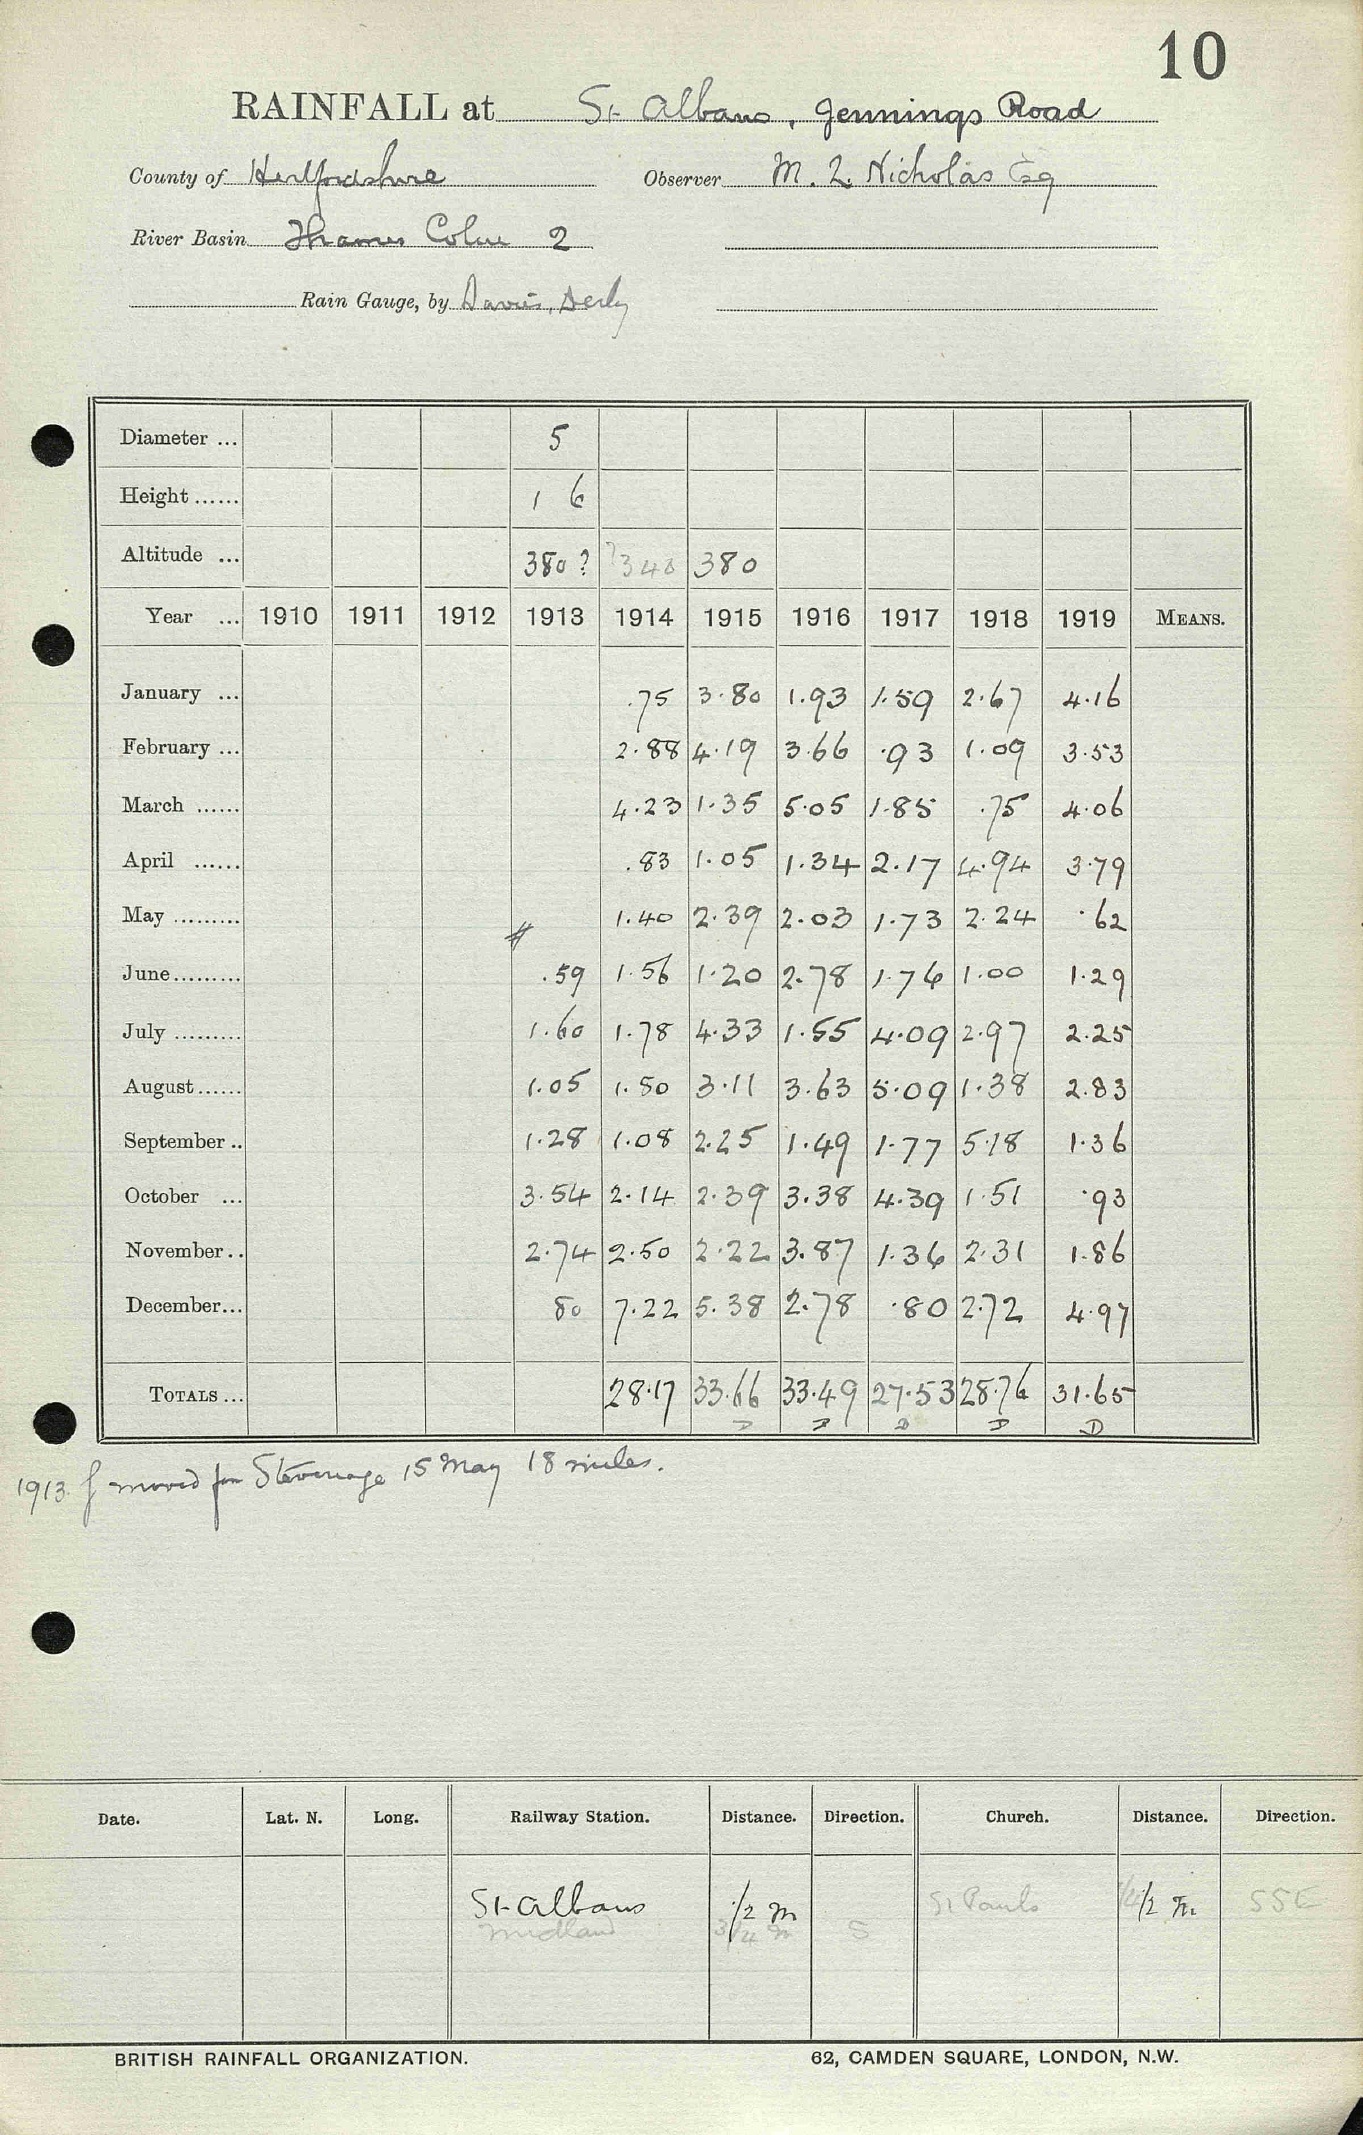 10
RAINFALL at St Albans, Jennings Road
County of Hertfordshire Observer M. L. Nicholas Esq
River Basin Thames Colne 2
Rain Gauge, by Davis, Derby
Diameter ... 5
Height ...... 1 6
Altitude ... 380? ?348 380
Year ... 1910 1911 1912 1913 1914 1915 1916 1917 1918 1919 MEANS.
January ... .75 3.80 1.93 1.59 2.67 4.16
February ... 2.88 4.19 3.66 .93 1.09 3.53
March ...... 4.23 1.35 5.05 1.85 .75 4.06
April ...... .83 1.05 1.34 2.17 4.94 3.79
May ......... 1.40 2.39 2.03 1.73 2.24 .62
June......... .59 1.56 1.20 2.78 1.76 1.00 1.29
July ......... 1.60 1.78 4.33 1.55 4.09 2.97 2.25
August...... 1.05 1.80 3.11 3.63 5.09 1.38 2.83
September .. 1.28 1.08 2.25 1.49 1.77 5.18 1.36
October ... 3.54 2.14 2.39 3.38 4.39 1.51 .93
November .. 2.74 2.50 2.22 3.87 1.36 2.31 1.86
December... 80 7.22 5.38 2.78 .80 2.72 4.97
TOTALS ... 28.17 33.66 33.49 27.53 28.76 31.65
D D D D D
1913 moved from Stevenage 15 May 18 miles.
Date. Lat. N. Long. Railway Station. Distance. Direction. Church. Distance. Direction.
St Albans 1/2 m St Pauls 1/2 m SSE
Midland 3/4 m S
BRITISH RAINFALL ORGANIZATION. 62, CAMDEN SQUARE, LONDON, N.W.